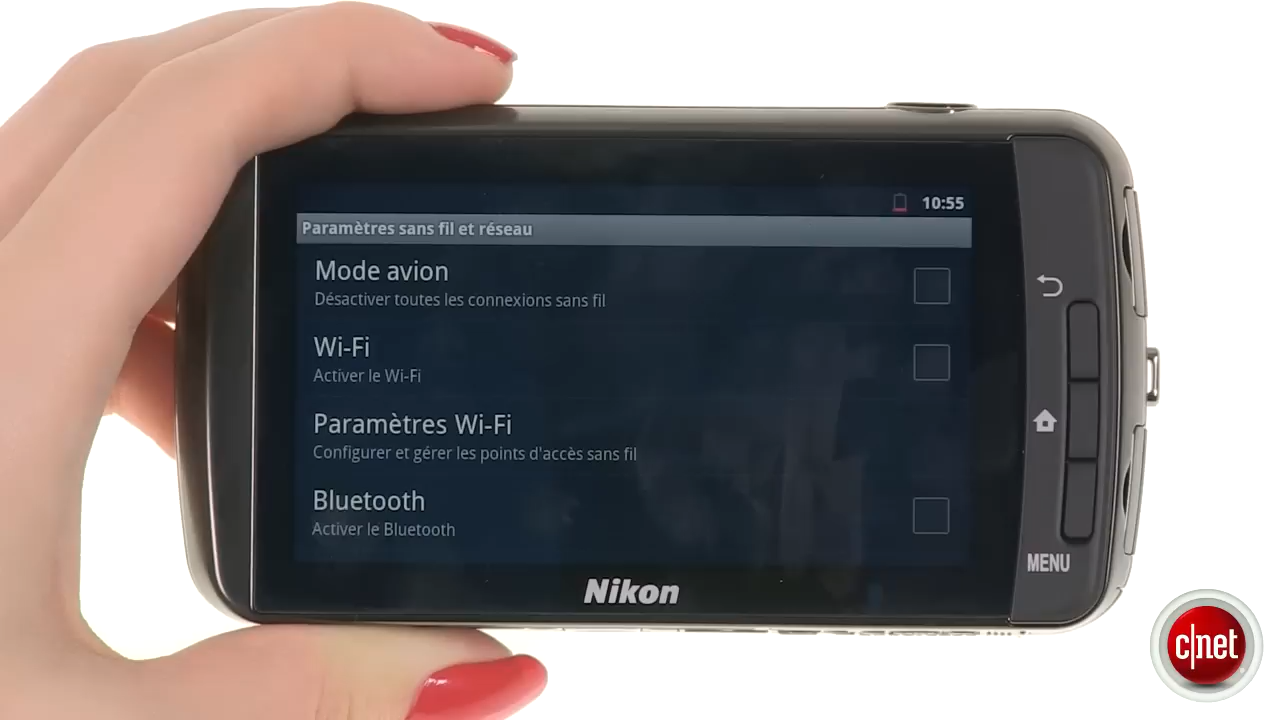 10:55
Paramètres sans fil et réseau
Mode avion
Désactiver toutes les connexions sans fil
Wi-Fi
Activer le Wi-Fi
Paramètres Wi-Fi
Configurer et gérer les points d'accès sans fil
Bluetooth
Activer le Bluetooth
MENU
Nikon
c|net